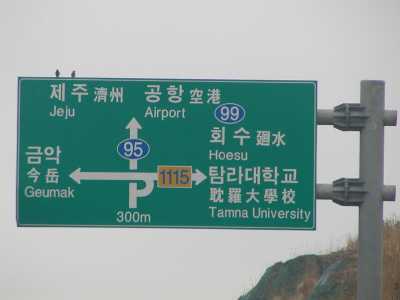 제주 濟州
Jeju
공항 空港
Airport
99
회수 廻水
Hoesu
95
금악
今岳
Geumak
1115
탐라대학교
耽羅大學校
Tamna University
300m